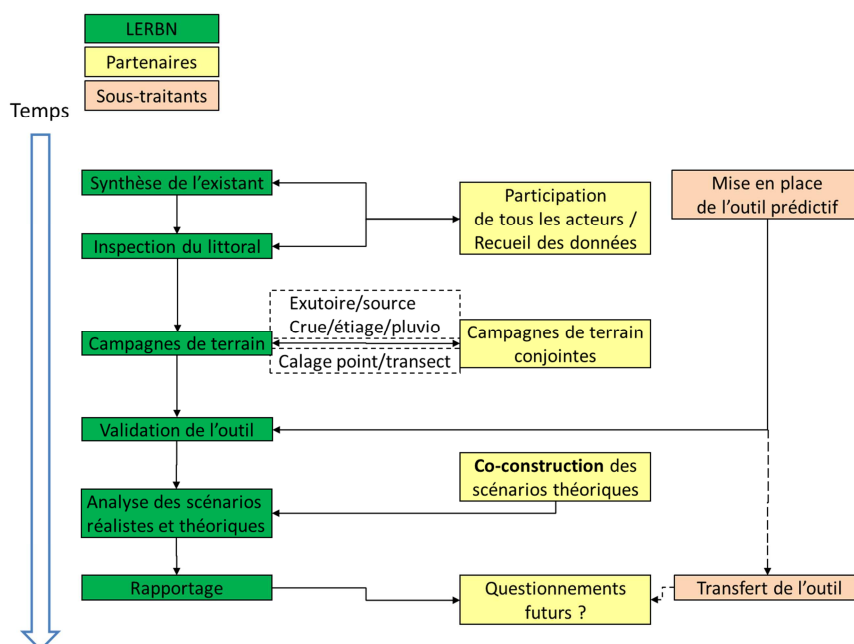 LERBN
Partenaires
Sous-traitants
Temps
Synthèse de l'existant
Participation
de tous les acteurs /
Recueil des données
Mise en place
de l'outil prédictif
Inspection du littoral
Exutoire/source
Crue/étiage/pluvio
Campagnes de terrain
Calage point/transect
Campagnes de terrain
conjointes
Validation de l'outil
Co-construction des
scénarios théoriques
Analyse des scénarios
réalistes et théoriques
Rapportage
Questionnements
futurs ?
Transfert de l'outil